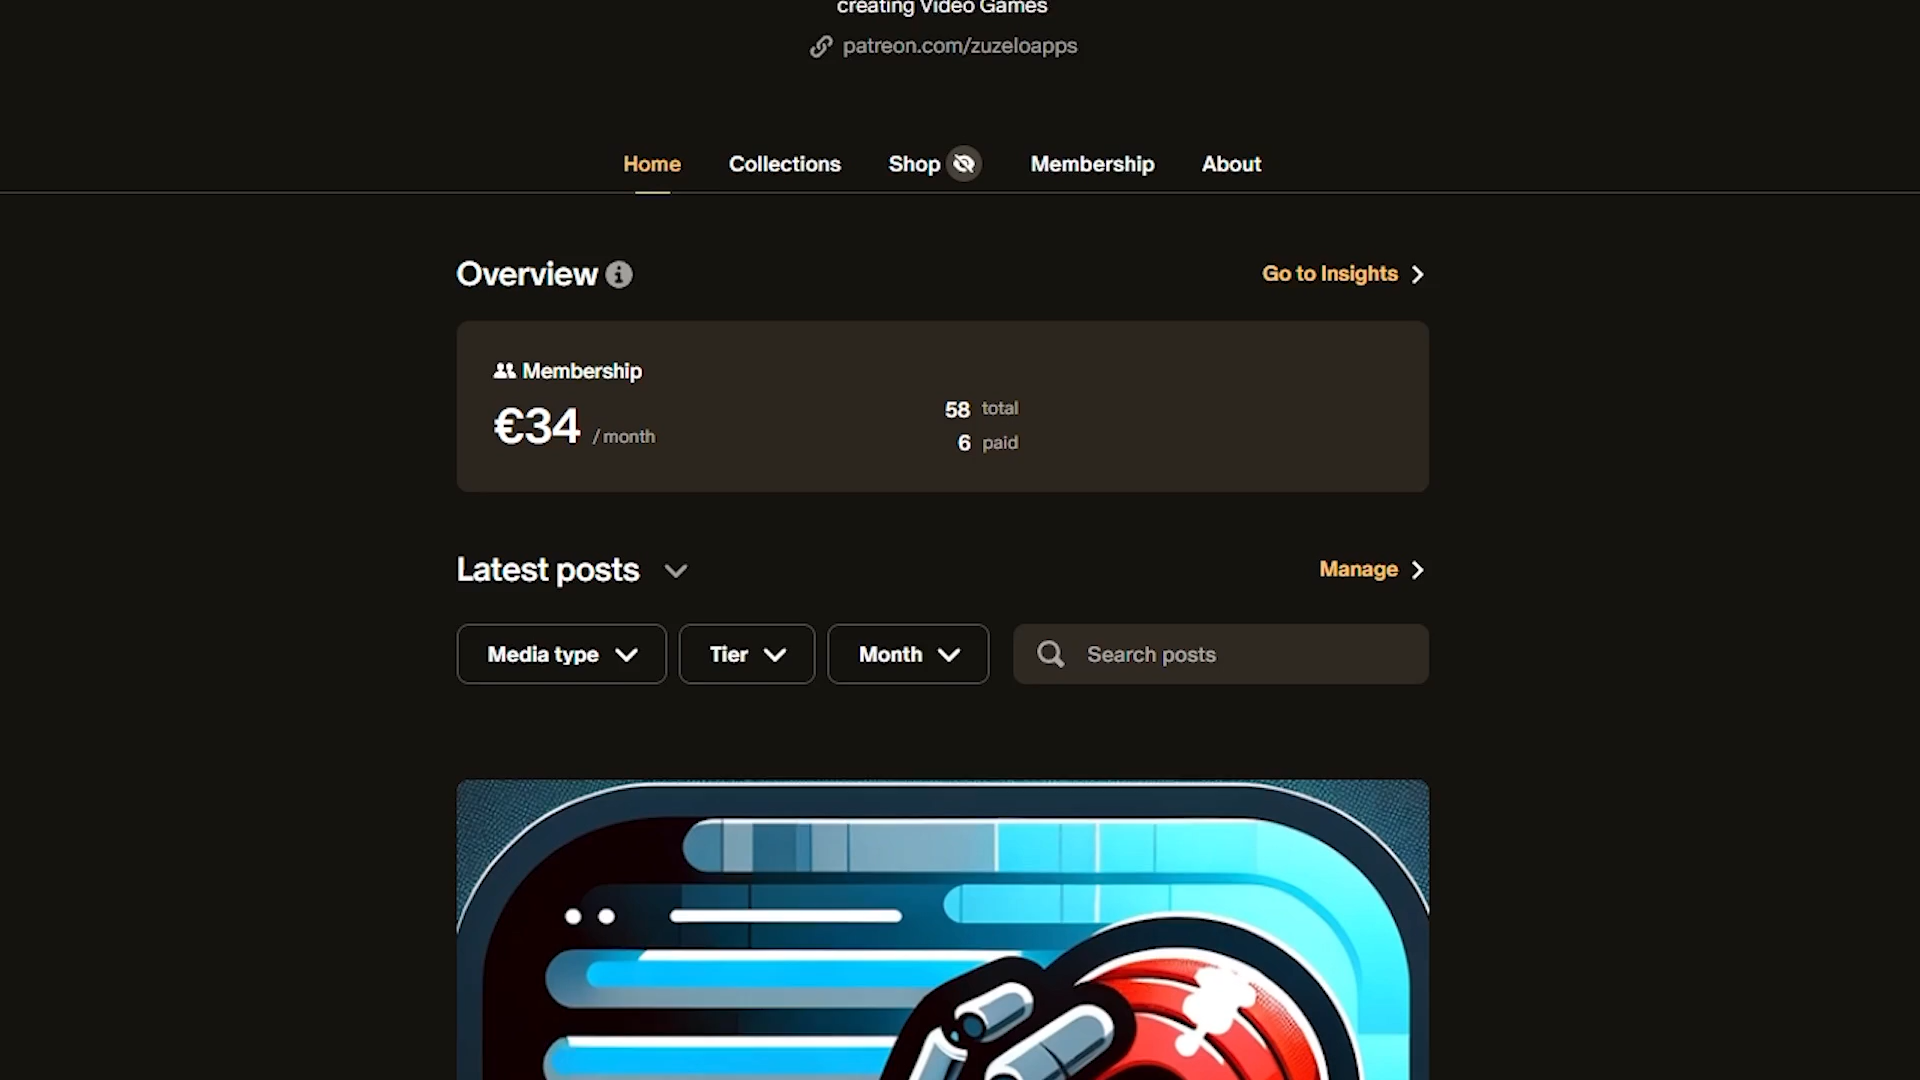 creating Video Games
patreon.com/zuzeloapps
Home Collections Shop Membership About
Overview
Go to Insights
Membership
€34 / month
58 total
6 paid
Latest posts
Manage
Media type Tier Month Search posts